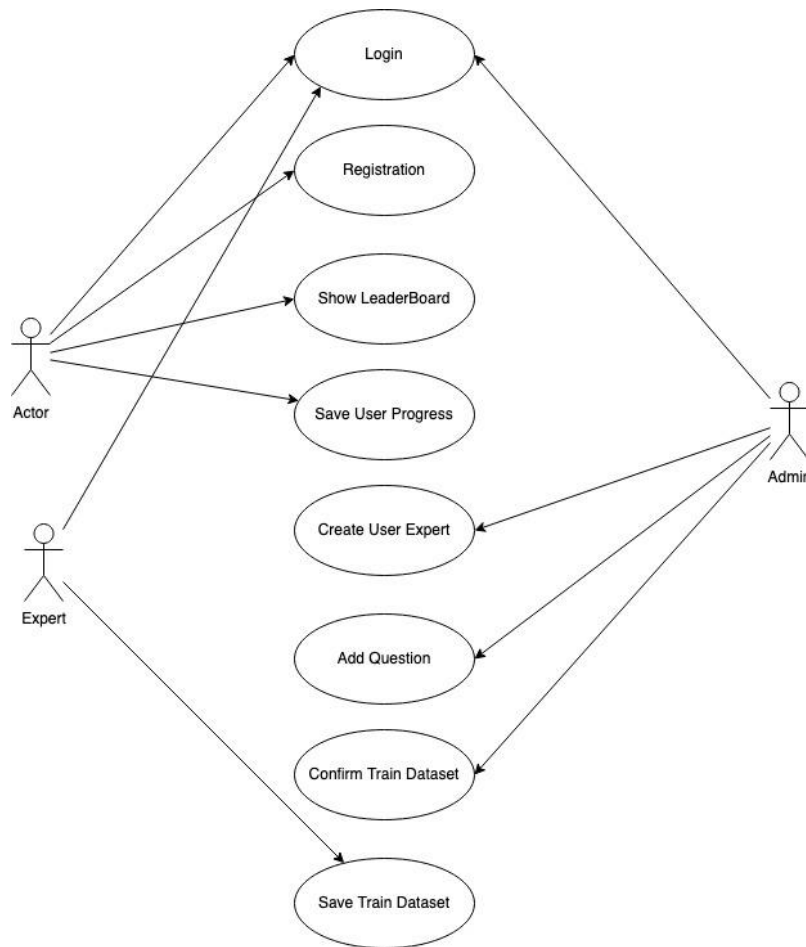 Login
Registration
Show LeaderBoard
Actor
Save User Progress
Admin
Create User Expert
Expert
Add Question
Confirm Train Dataset
Save Train Dataset